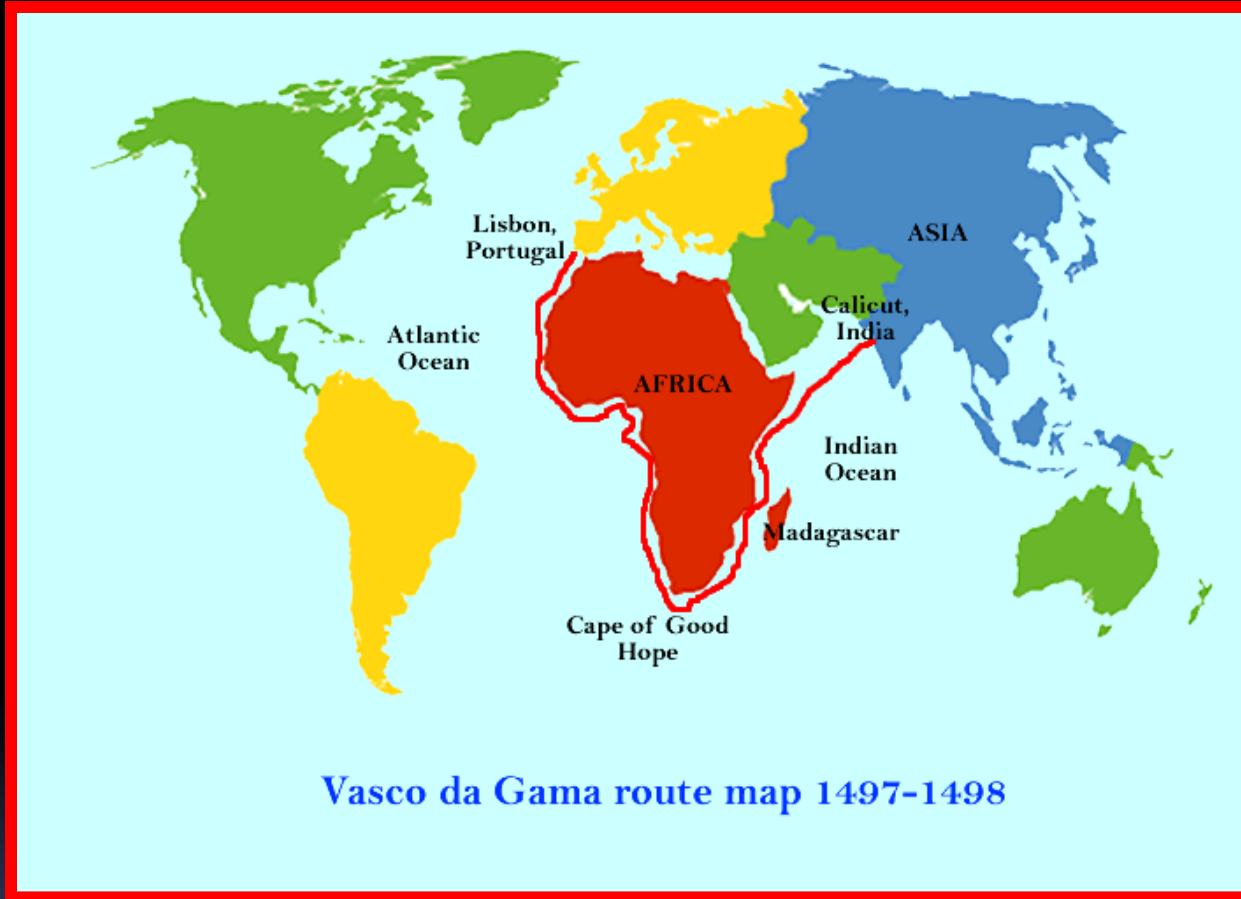 Lisbon,
Portugal
ASIA
Calicut,
India
Atlantic
Ocean
AFRICA
Indian
Ocean
Madagascar
Cape of Good
Hope
Vasco da Gama route map 1497-1498